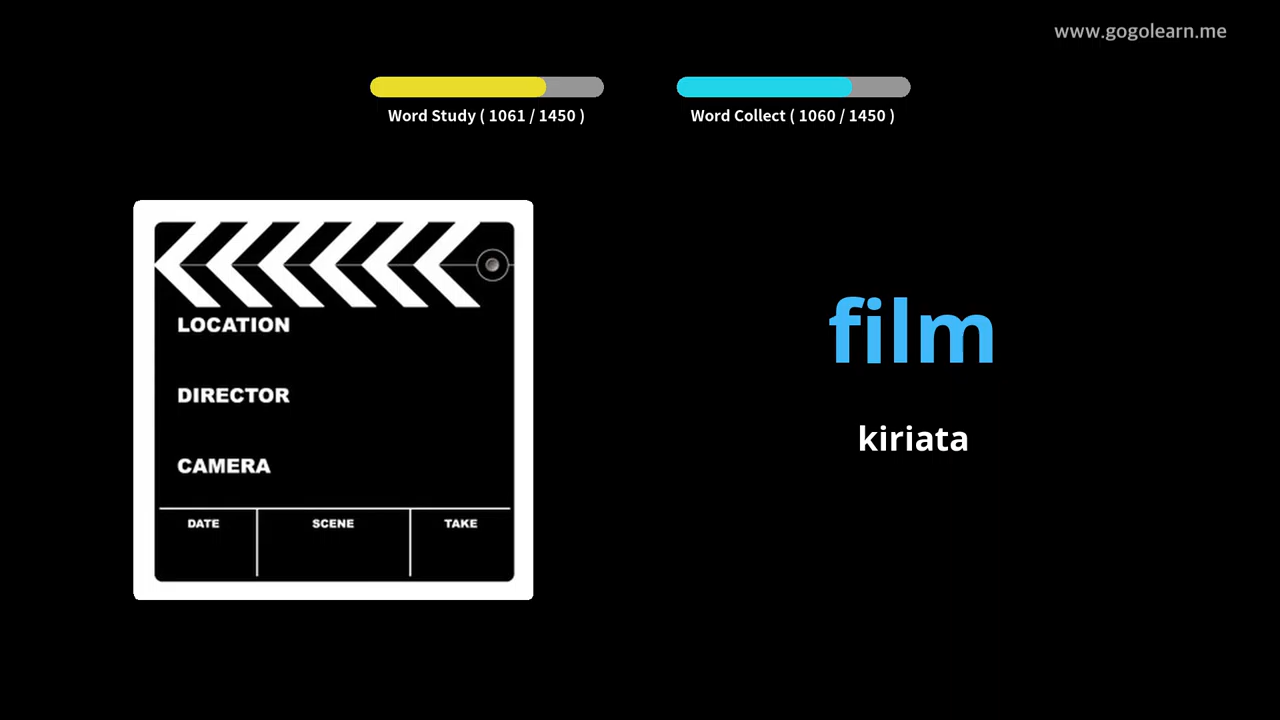 www.gogolearn.me
Word Study ( 1061 / 1450 )
Word Collect ( 1060 / 1450 )
LOCATION
DIRECTOR
CAMERA
DATE
SCENE
TAKE
film
kiriata